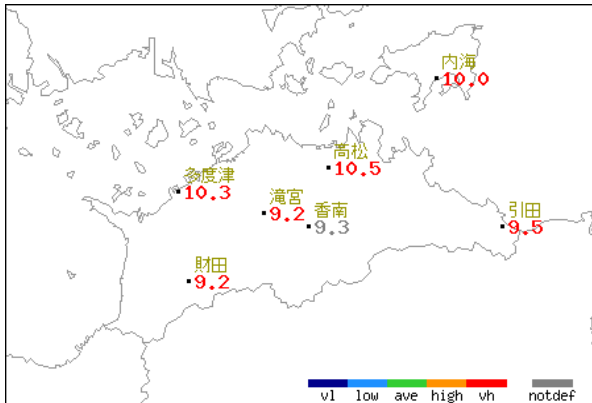 内海
10.0
高松
10.5
多度津
10.3
滝宮
9.2
香南
9.3
引田
9.5
財田
9.2
vl low ave high vh notdef